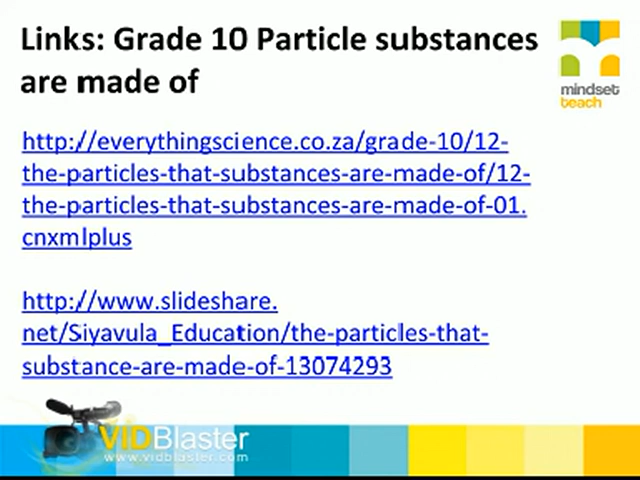 Links: Grade 10 Particle substances
are made of
mindset
teach
http://everythingscience.co.za/grade-10/12-
the-particles-that-substances-are-made-of/12-
the-particles-that-substances-are-made-of-01.
cnxmlplus
http://www.slideshare.
net/Siyavula_Education/the-particles-that-
substance-are-made-of-13074293
VIDBlaster
www.vidblaster.com